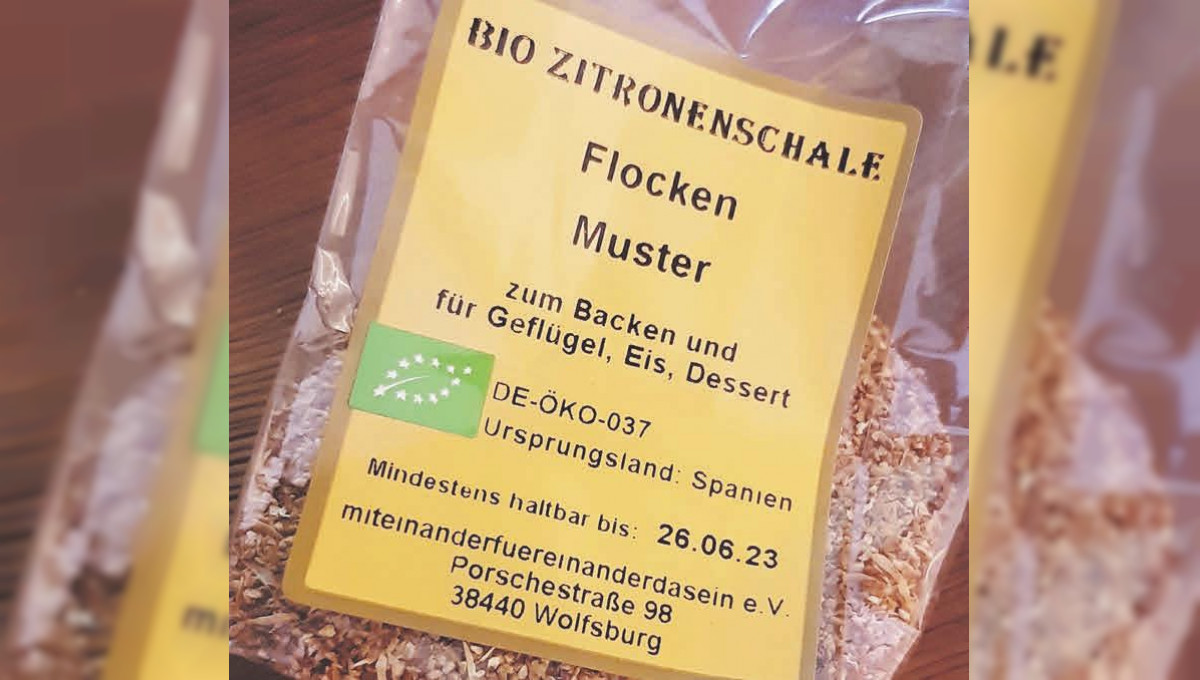 BIO ZITRONENSCHALE
Flocken
Muster
zum Backen und
für Geflügel, Eis, Dessert
DE-ÖKO-037
Ursprungsland: Spanien
Mindestens haltbar bis: 26.06.23
miteinanderfuereinanderdasein e.V.
Porschestraße 98
38440 Wolfsburg